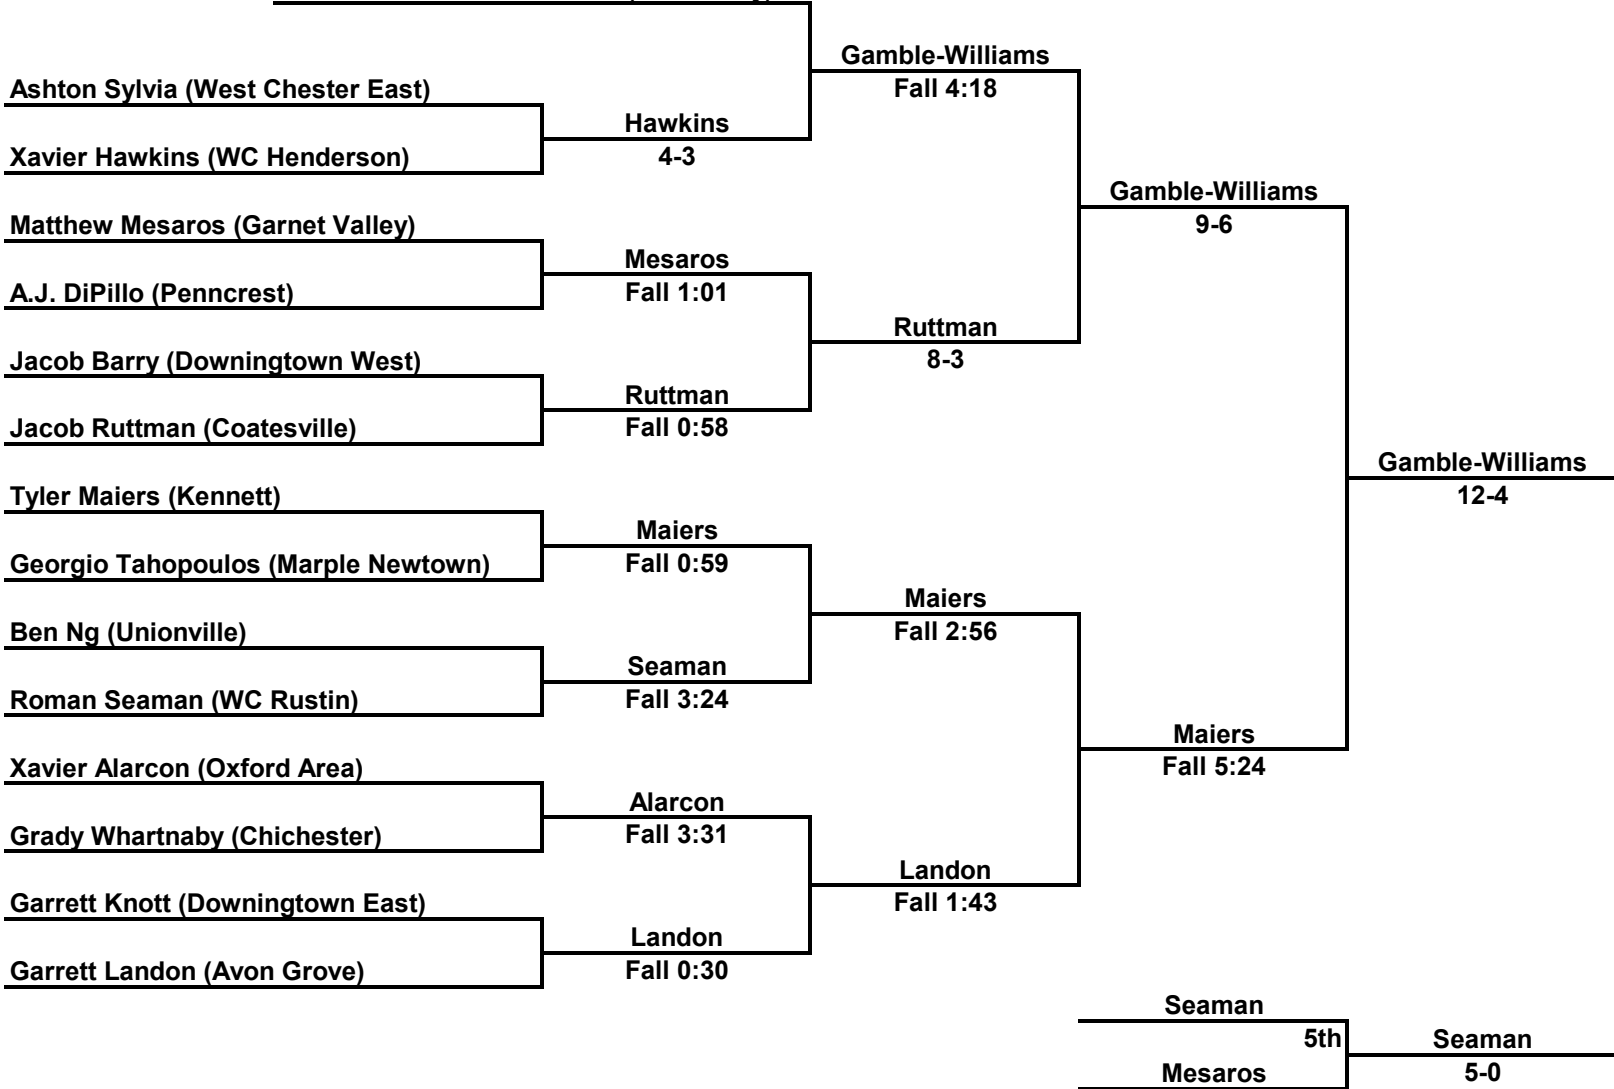 Gamble-Williams
Fall 4:18
Ashton Sylvia (West Chester East)
Hawkins
4-3
Xavier Hawkins (WC Henderson)
Gamble-Williams
9-6
Matthew Mesaros (Garnet Valley)
Mesaros
Fall 1:01
A.J. DiPillo (Penncrest)
Ruttman
8-3
Jacob Barry (Downingtown West)
Ruttman
Fall 0:58
Jacob Ruttman (Coatesville)
Gamble-Williams
12-4
Tyler Maiers (Kennett)
Maiers
Fall 0:59
Georgio Tahopoulos (Marple Newtown)
Maiers
Fall 2:56
Ben Ng (Unionville)
Seaman
Fall 3:24
Roman Seaman (WC Rustin)
Maiers
Fall 5:24
Xavier Alarcon (Oxford Area)
Alarcon
Fall 3:31
Grady Whartnaby (Chichester)
Landon
Fall 1:43
Garrett Knott (Downingtown East)
Landon
Fall 0:30
Garrett Landon (Avon Grove)
Seaman
5th
Seaman
5-0
Mesaros